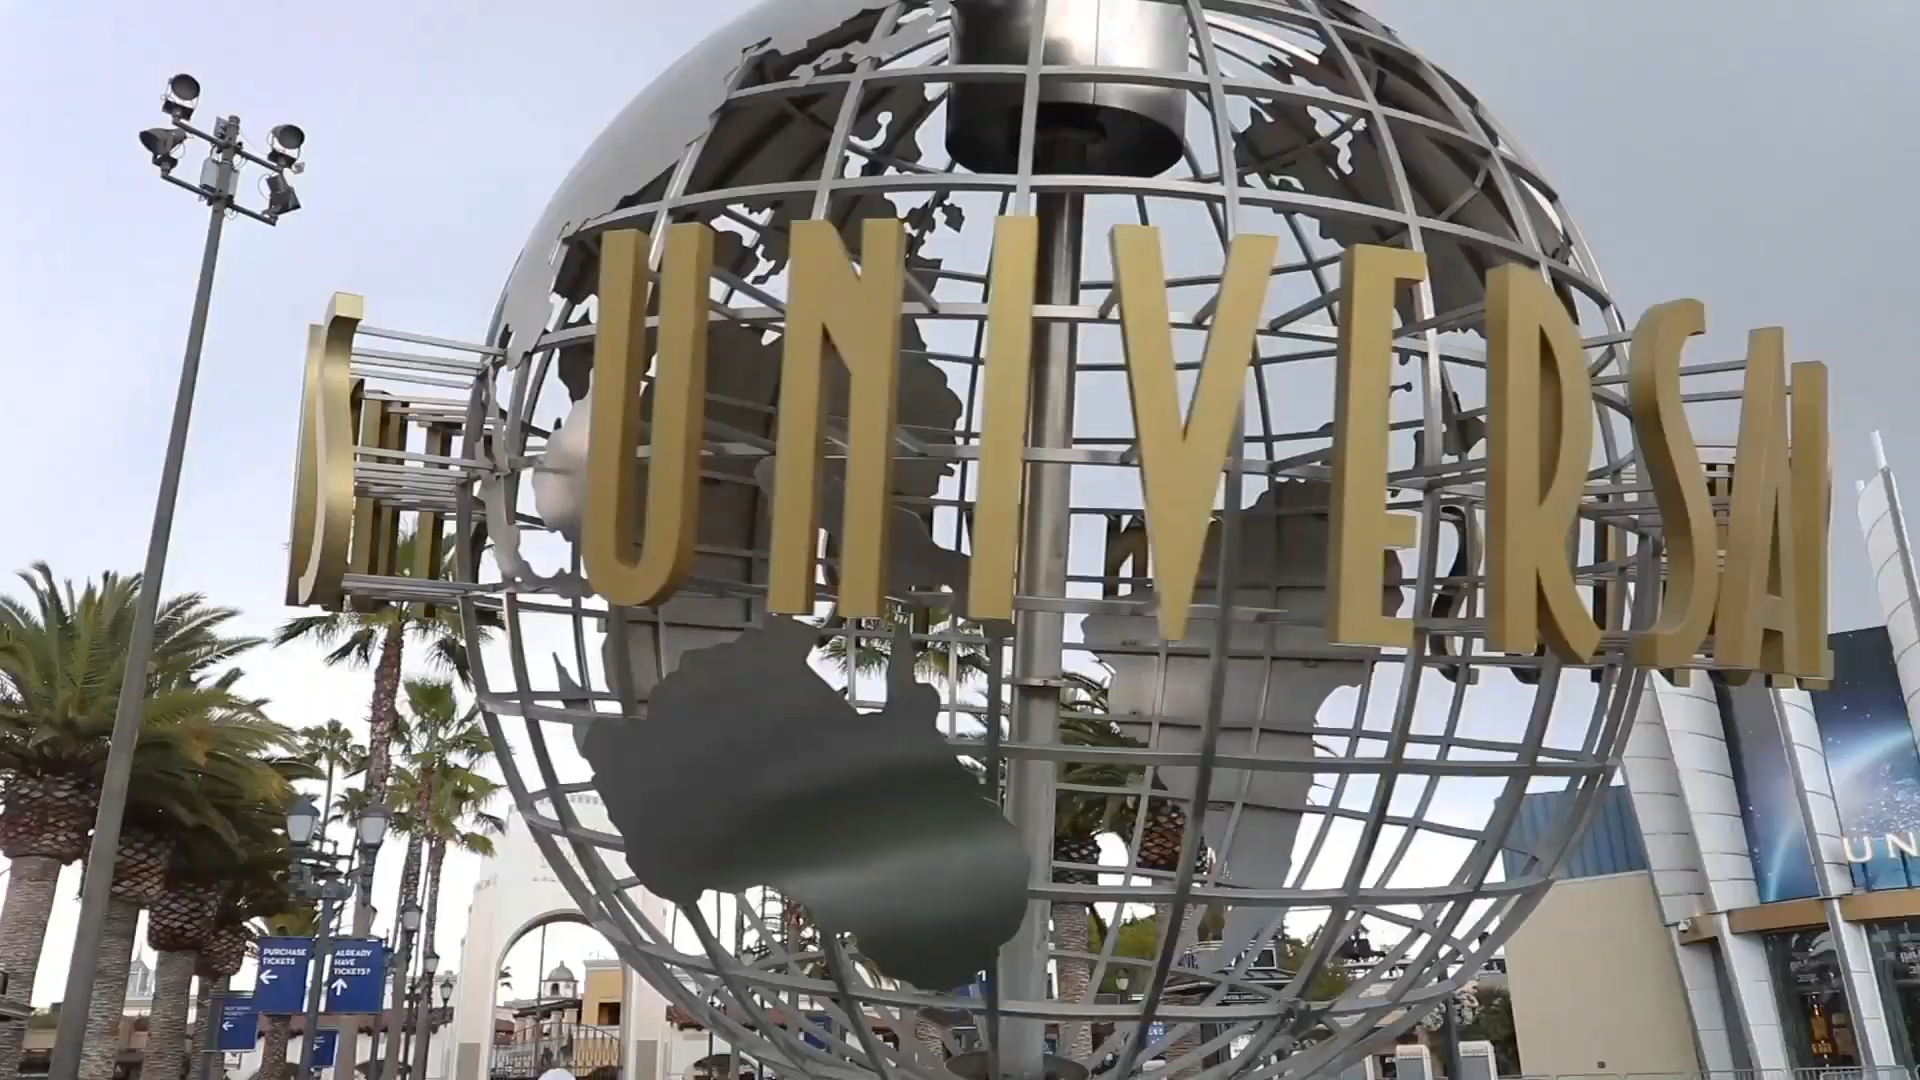 UNIVERSAL
S
PURCHASE
TICKETS
ALREADY
HAVE
TICKETS?
UN